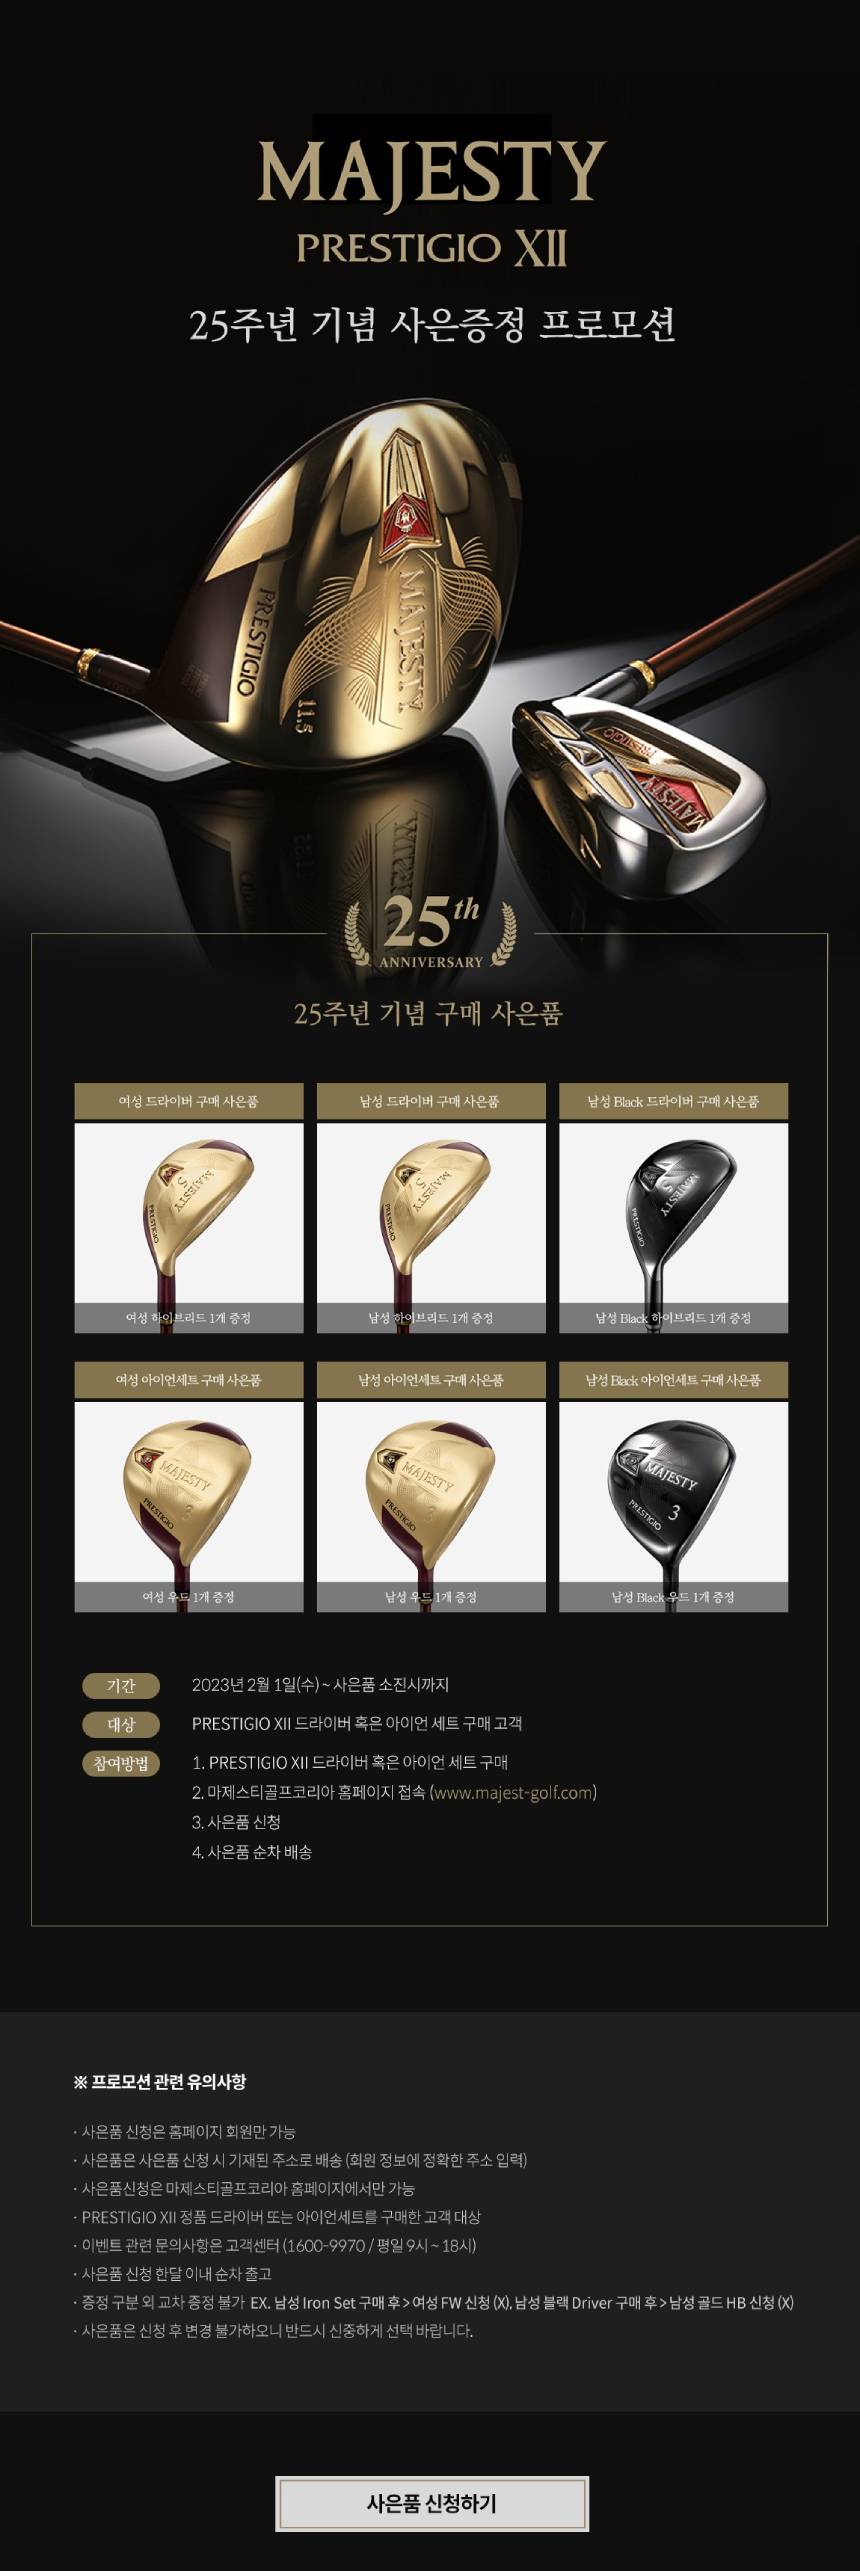 MAJESTY
PRESTIGIO XII
25주년 기념 사은증정 프로모션
PRESTIGIO
MAJESTY
11.5
PRESTIGIO
MAJESTY
25th
ANNIVERSARY
25주년 기념 구매 사은품
여성 드라이버 구매 사은품
남성 드라이버 구매 사은품
남성 Black 드라이버 구매 사은품
MAJESTY
5
PRESTIGIO
MAJESTY
5
PRESTIGIO
MAJESTY
5
PRESTIGIO
여성 하이브리드 1개 증정
남성 하이브리드 1개 증정
남성 Black 하이브리드 1개 증정
여성 아이언세트 구매 사은품
남성 아이언세트 구매 사은품
남성 Black 아이언세트 구매 사은품
MAJESTY
PRESTIGIO
3
MAJESTY
PRESTIGIO
3
MAJESTY
PRESTIGIO
3
여성 우드 1개 증정
남성 우드 1개 증정
남성 Black 우드 1개 증정
기간 2023년 2월 1일(수) ~ 사은품 소진시까지
대상 PRESTIGIO XII 드라이버 혹은 아이언 세트 구매 고객
참여방법 1. PRESTIGIO XII 드라이버 혹은 아이언 세트 구매
2. 마제스티골프코리아 홈페이지 접속 (www.majest-golf.com)
3. 사은품 신청
4. 사은품 순차 배송
※ 프로모션 관련 유의사항
· 사은품 신청은 홈페이지 회원만 가능
· 사은품은 사은품 신청 시 기재된 주소로 배송 (회원 정보에 정확한 주소 입력)
· 사은품신청은 마제스티골프코리아 홈페이지에서만 가능
· PRESTIGIO XII 정품 드라이버 또는 아이언세트를 구매한 고객 대상
· 이벤트 관련 문의사항은 고객센터 (1600-9970 / 평일 9시 ~ 18시)
· 사은품 신청 한달 이내 순차 출고
· 증정 구분 외 교차 증정 불가 EX. 남성 Iron Set 구매 후 > 여성 FW 신청 (X), 남성 블랙 Driver 구매 후 > 남성 골드 HB 신청 (X)
· 사은품은 신청 후 변경 불가하오니 반드시 신중하게 선택 바랍니다.
사은품 신청하기